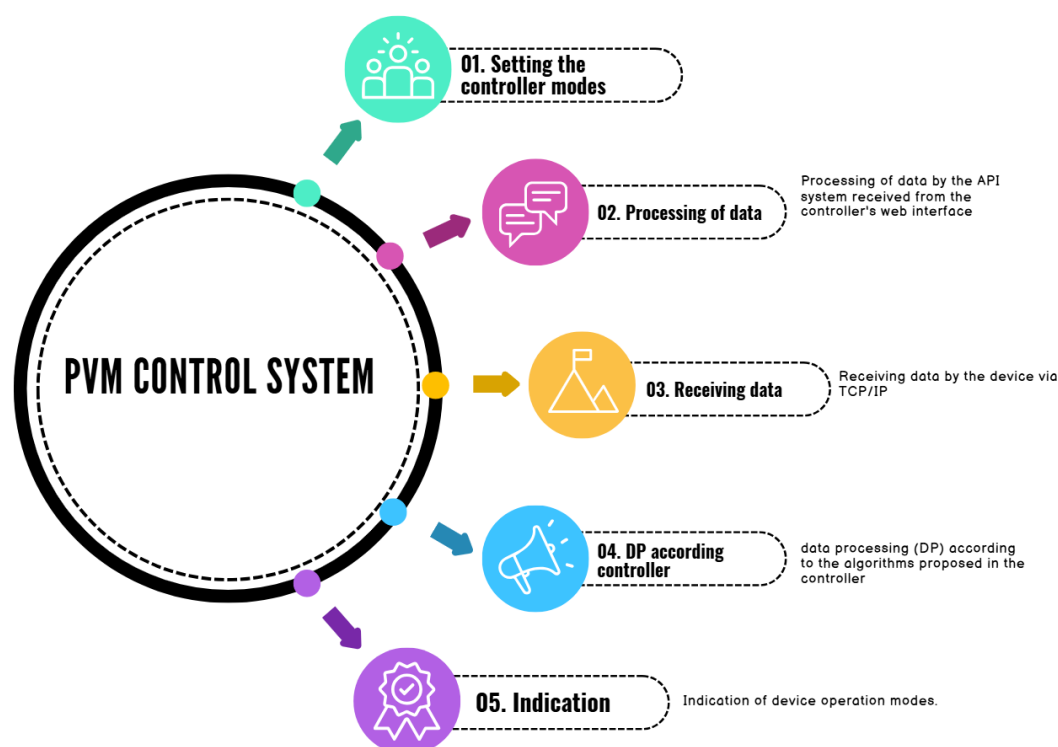 01. Setting the
controller modes
PVM CONTROL SYSTEM
02. Processing of data
Processing of data by the API
system received from the
controller's web interface
03. Receiving data
Receiving data by the device via
TCP/IP
04. DP according
controller
data processing (DP) according
to the algorithms proposed in the
controller
05. Indication
Indication of device operation modes.